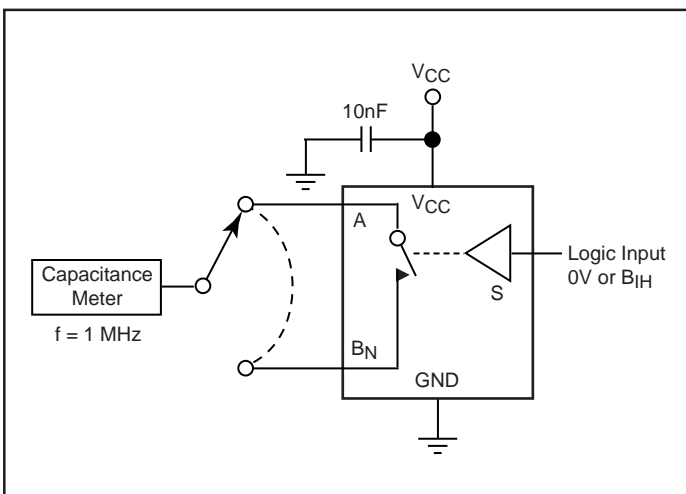 VCC
10nF
VCC
A
Capacitance
Meter
f = 1 MHz
Logic Input
0V or BIH
S
BN
GND